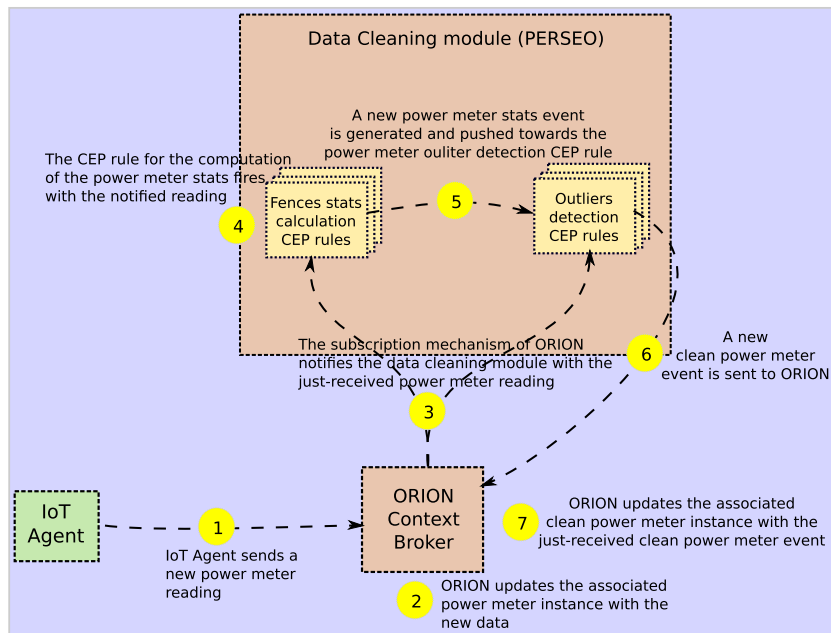 Data Cleaning module (PERSEO)
A new power meter stats event
is generated and pushed towards the
power meter ouliter detection CEP rule
The CEP rule for the computation
of the power meter stats fires
with the notified reading
4
Fences stats
calculation
CEP rules
5
Outliers
detection
CEP rules
The subscription mechanism of ORION
notifies the data cleaning module with the
just-received power meter reading
6
A new
clean power meter
event is sent to ORION
3
IoT
Agent
1
IoT Agent sends a
new power meter
reading
ORION
Context
Broker
7
ORION updates the associated
clean power meter instance with the
just-received clean power meter event
2
ORION updates the associated
power meter instance with the
new data